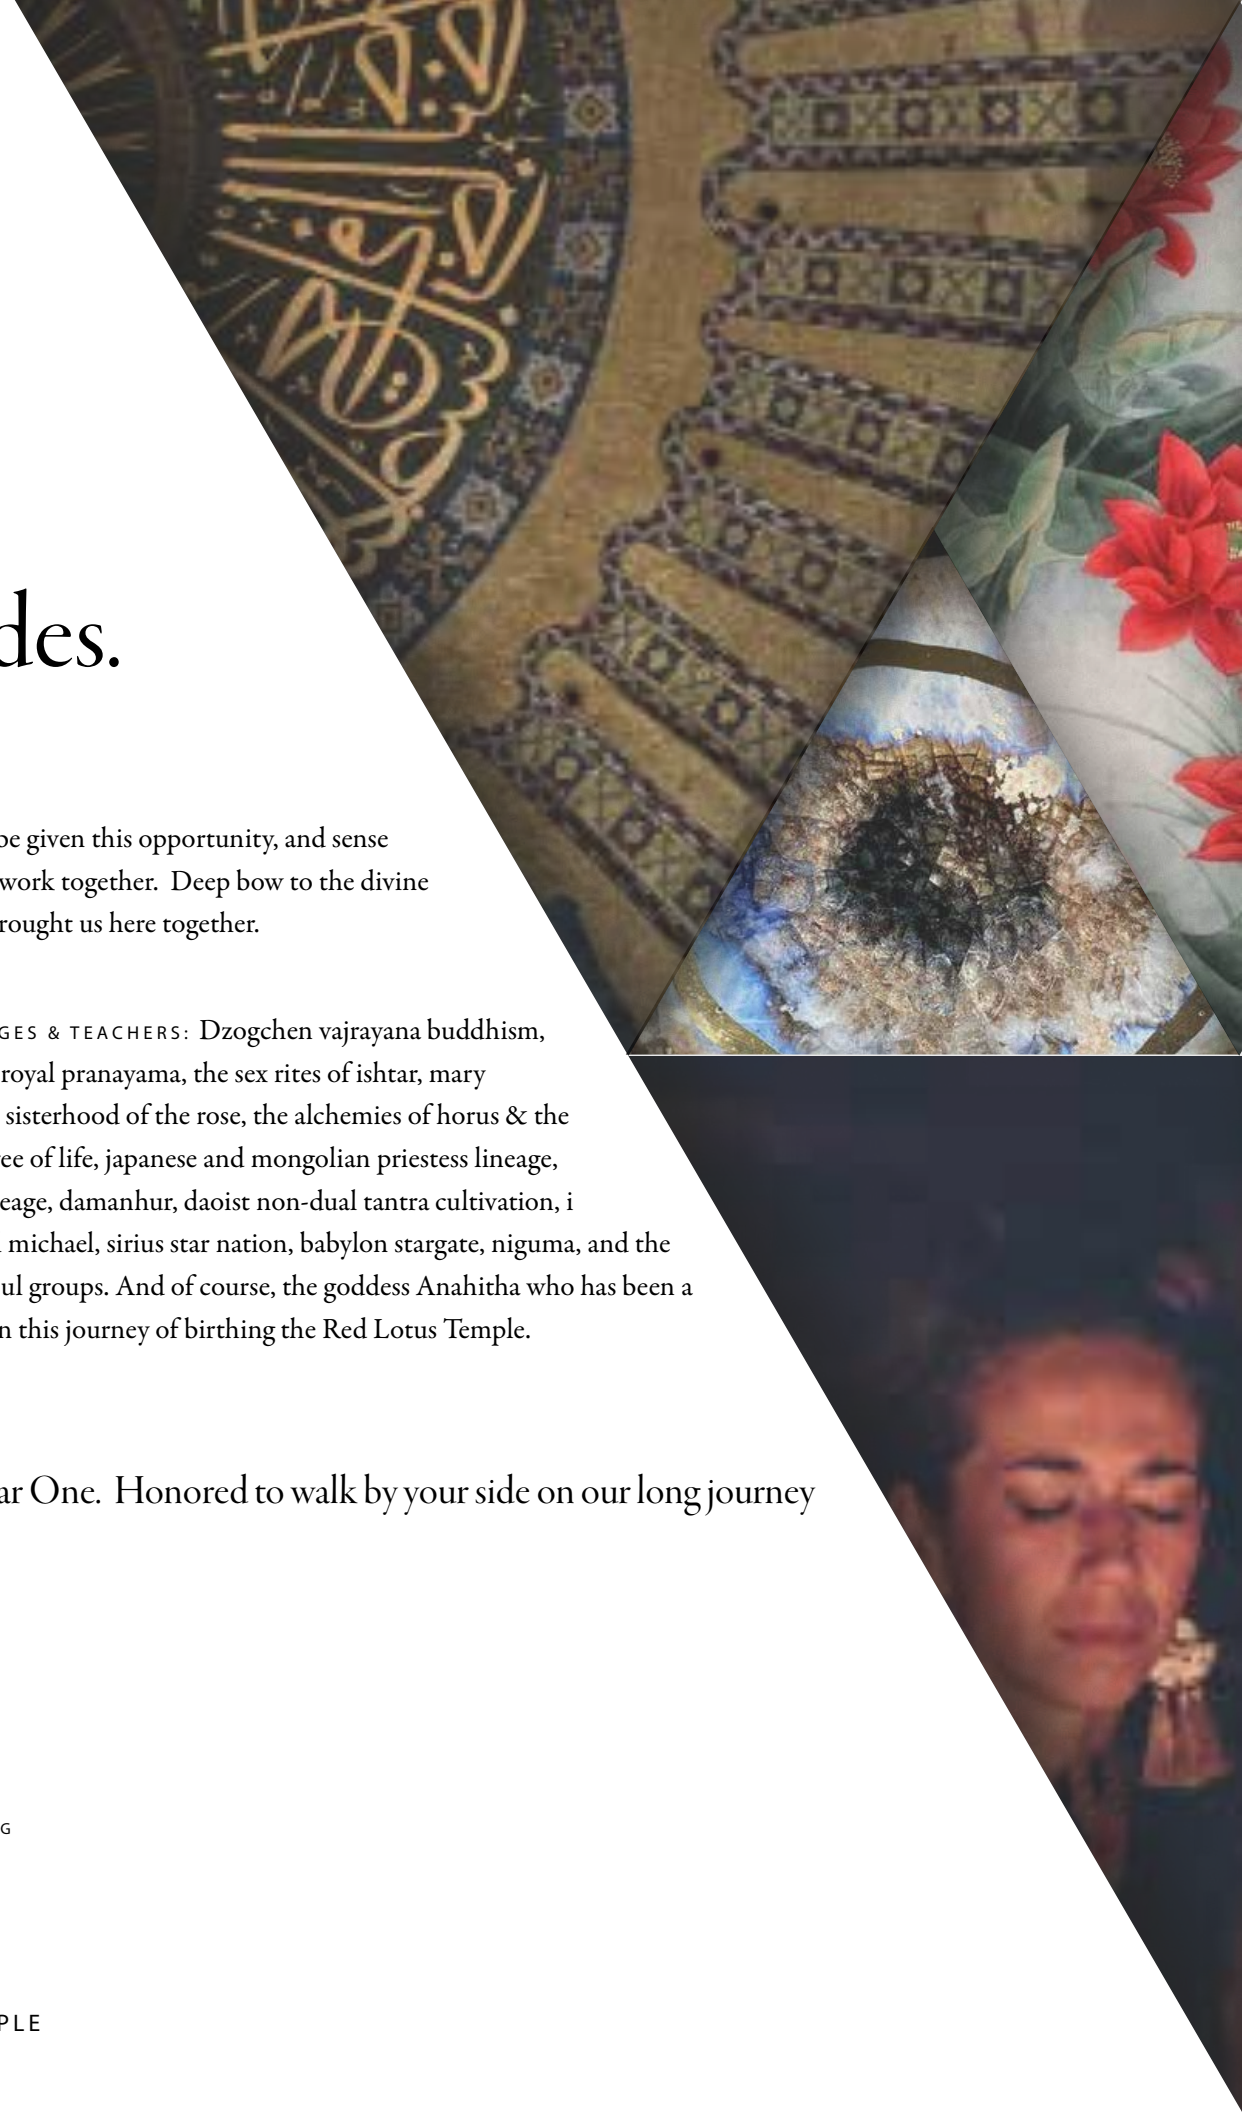 des.
be given this opportunity, and sense
work together.  Deep bow to the divine
rought us here together.
GES & TEACHERS: Dzogchen vajrayana buddhism,
royal pranayama, the sex rites of ishtar, mary
sisterhood of the rose, the alchemies of horus & the
ee of life, japanese and mongolian priestess lineage,
eage, damanhur, daoist non-dual tantra cultivation, i
michael, sirius star nation, babylon stargate, niguma, and the
ul groups. And of course, the goddess Anahitha who has been a
n this journey of birthing the Red Lotus Temple.
ar One.  Honored to walk by your side on our long journey
G
PLE